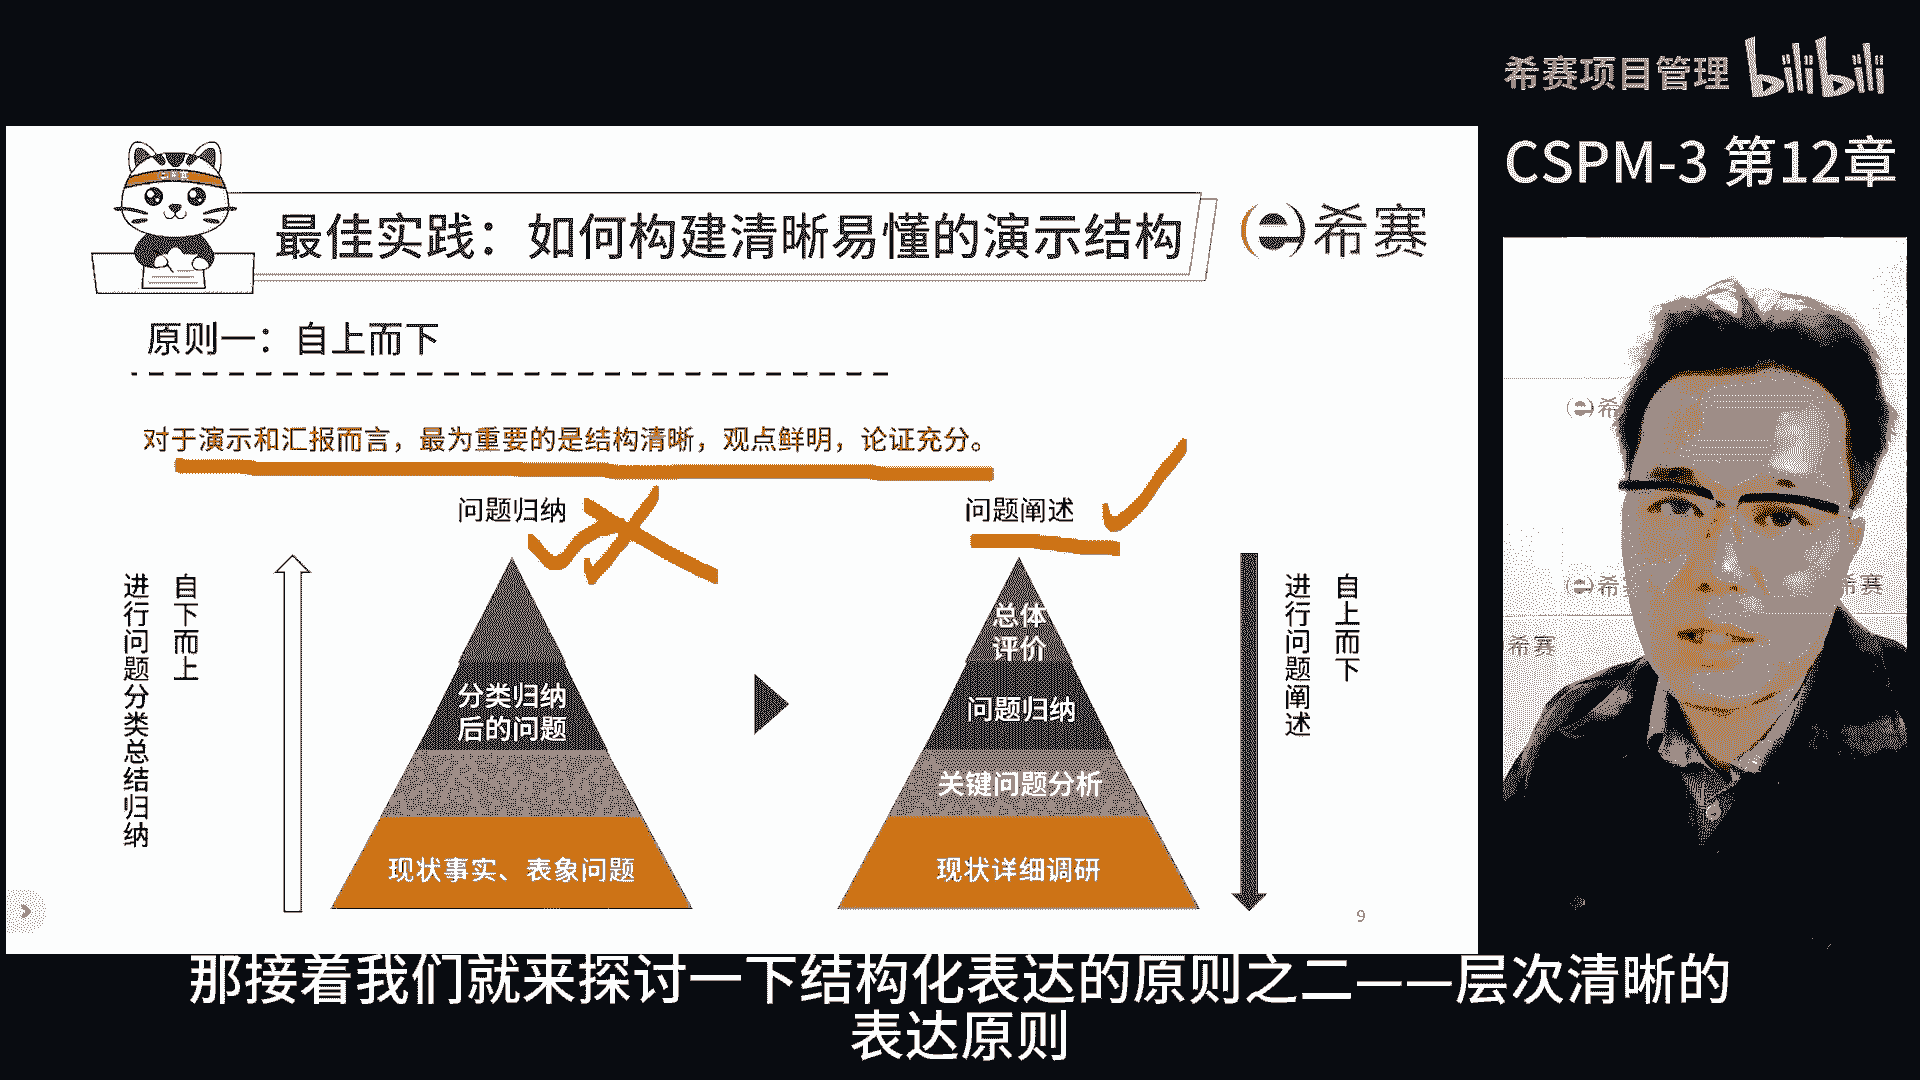 希赛项目管理 bilibili
CSPM-3 第12章
最佳实践：如何构建清晰易懂的演示结构
希赛
原则一：自上而下
对于演示和汇报而言，最为重要的是结构清晰，观点鲜明，论证充分。
问题归纳
问题阐述
自下而上
进行问题分类总结归纳
分类归纳
后的问题
现状事实、表象问题
总体
评价
问题归纳
关键问题分析
现状详细调研
自上而下
进行问题阐述
9
希
希
希赛
希赛
那接着我们就来探讨一下结构化表达的原则之二——层次清晰的
表达原则